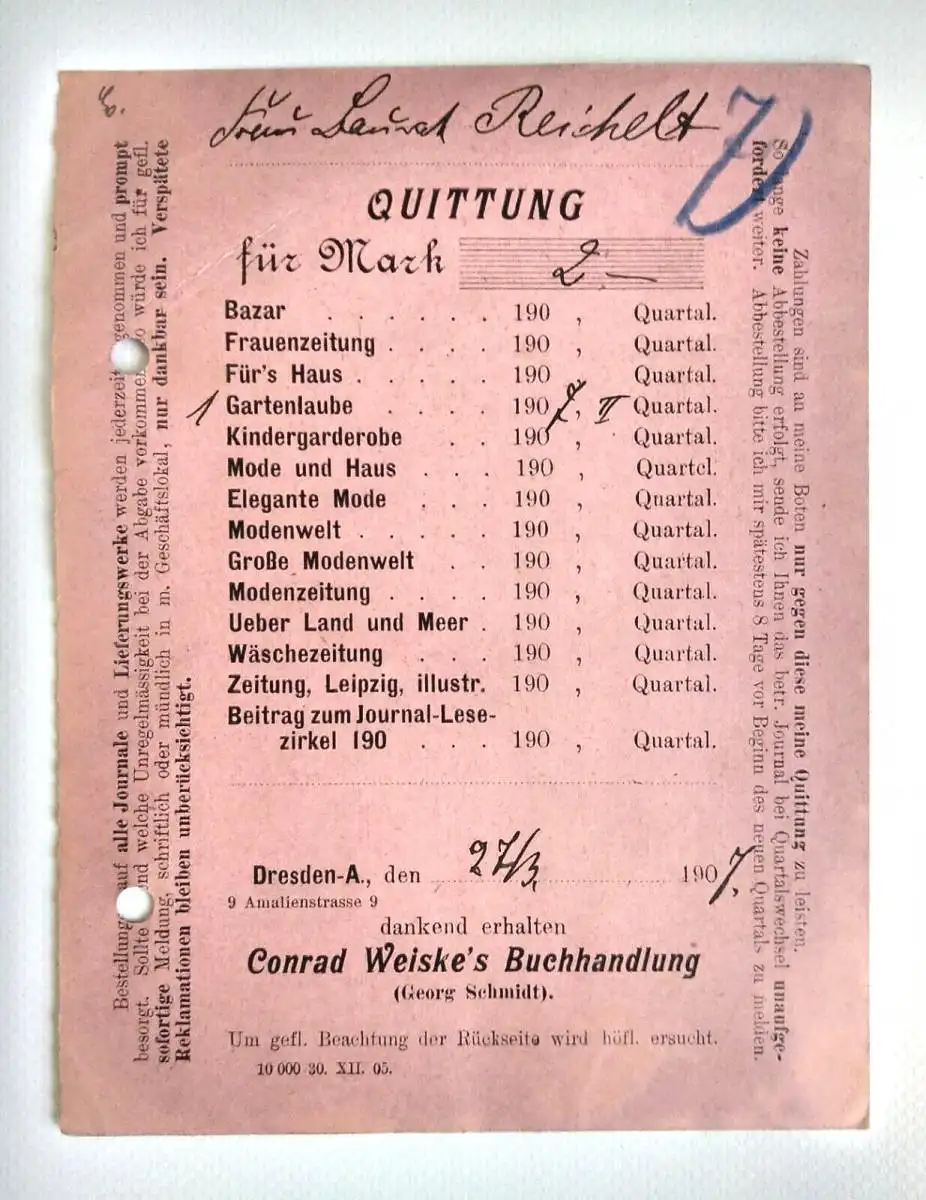 Frau Baurat Reichelt
QUITTUNG
für Mark 2 —
Bazar . . . . . . 190 , Quartal.
Frauenzeitung . . . . 190 , Quartal.
Für's Haus . . . . . 190 , Quartal.
1 Gartenlaube . . . . 1907, II Quartal.
Kindergarderobe . . 190 , Quartal.
Mode und Haus . . . 190 , Quartcl.
Elegante Mode . . . 190 , Quartal.
Modenwelt . . . . . 190 , Quartal.
Große Modenwelt . . 190 , Quartal.
Modenzeitung . . . . 190 , Quartal.
Ueber Land und Meer . 190 , Quartal.
Wäschezeitung . . . 190 , Quartal.
Zeitung, Leipzig, illustr. 190 , Quartal.
Beitrag zum Journal-Lese-
zirkel 190 . . . 190 , Quartal.
Dresden-A., den 27/3. 1907.
9 Amalienstrasse 9
dankend erhalten
Conrad Weiske's Buchhandlung
(Georg Schmidt).
Um gefl. Beachtung der Rückseite wird höfl. ersucht.
10 000 30. XII. 05.
Bestellung auf alle Journale und Lieferungswerke werden jederzeit genommen und prompt
besorgt. Sollte nd welche Unregelmässigkeit bei der Abgabe vorkommen, so würde ich für gefl.
sofortige Meldung, schriftlich oder mündlich in m. Geschäftslokal, nur dankbar sein. Verspätete
Reklamationen bleiben unberücksichtigt.
Zahlungen sind an meine Boten nur gegen diese meine Quittung zu leisten.
So lange keine Abbestellung erfolgt, sende ich Ihnen das betr. Journal bei Quartalswechsel unaufge-
fordert weiter. Abbestellung bitte ich mir spätestens 8 Tage vor Beginn des neuen Quartals zu melden.